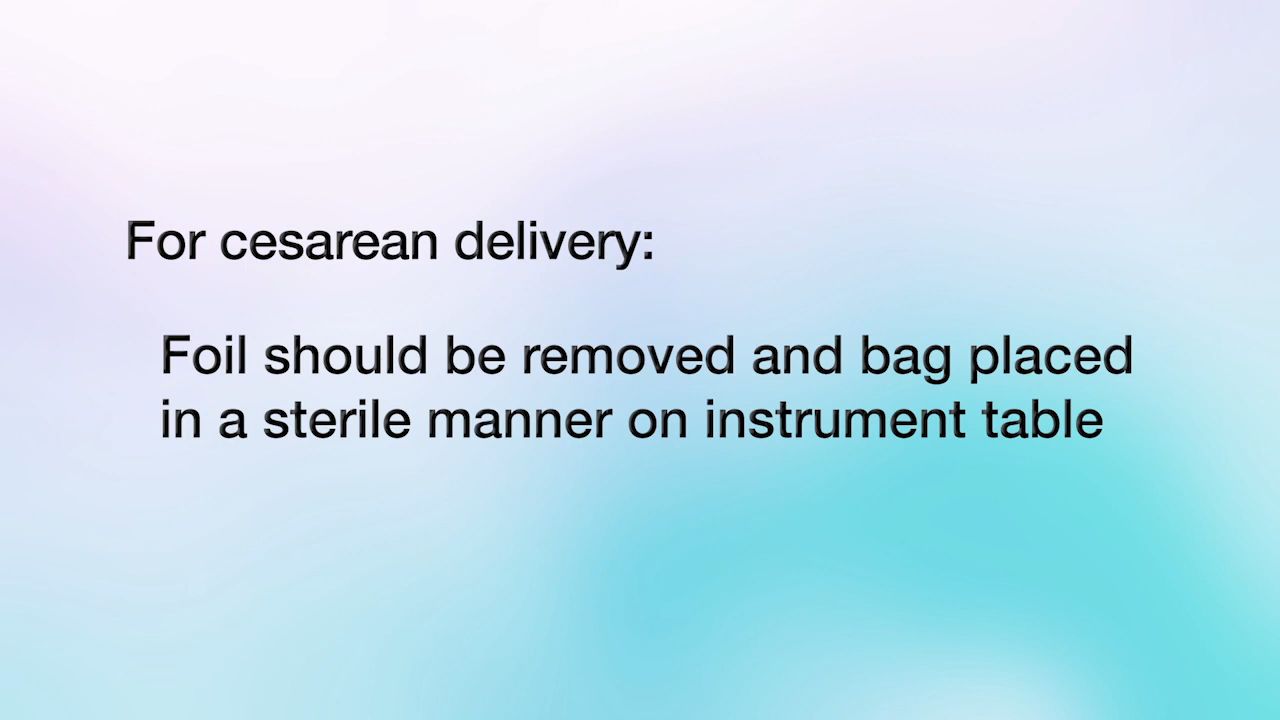 For cesarean delivery:
Foil should be removed and bag placed
in a sterile manner on instrument table